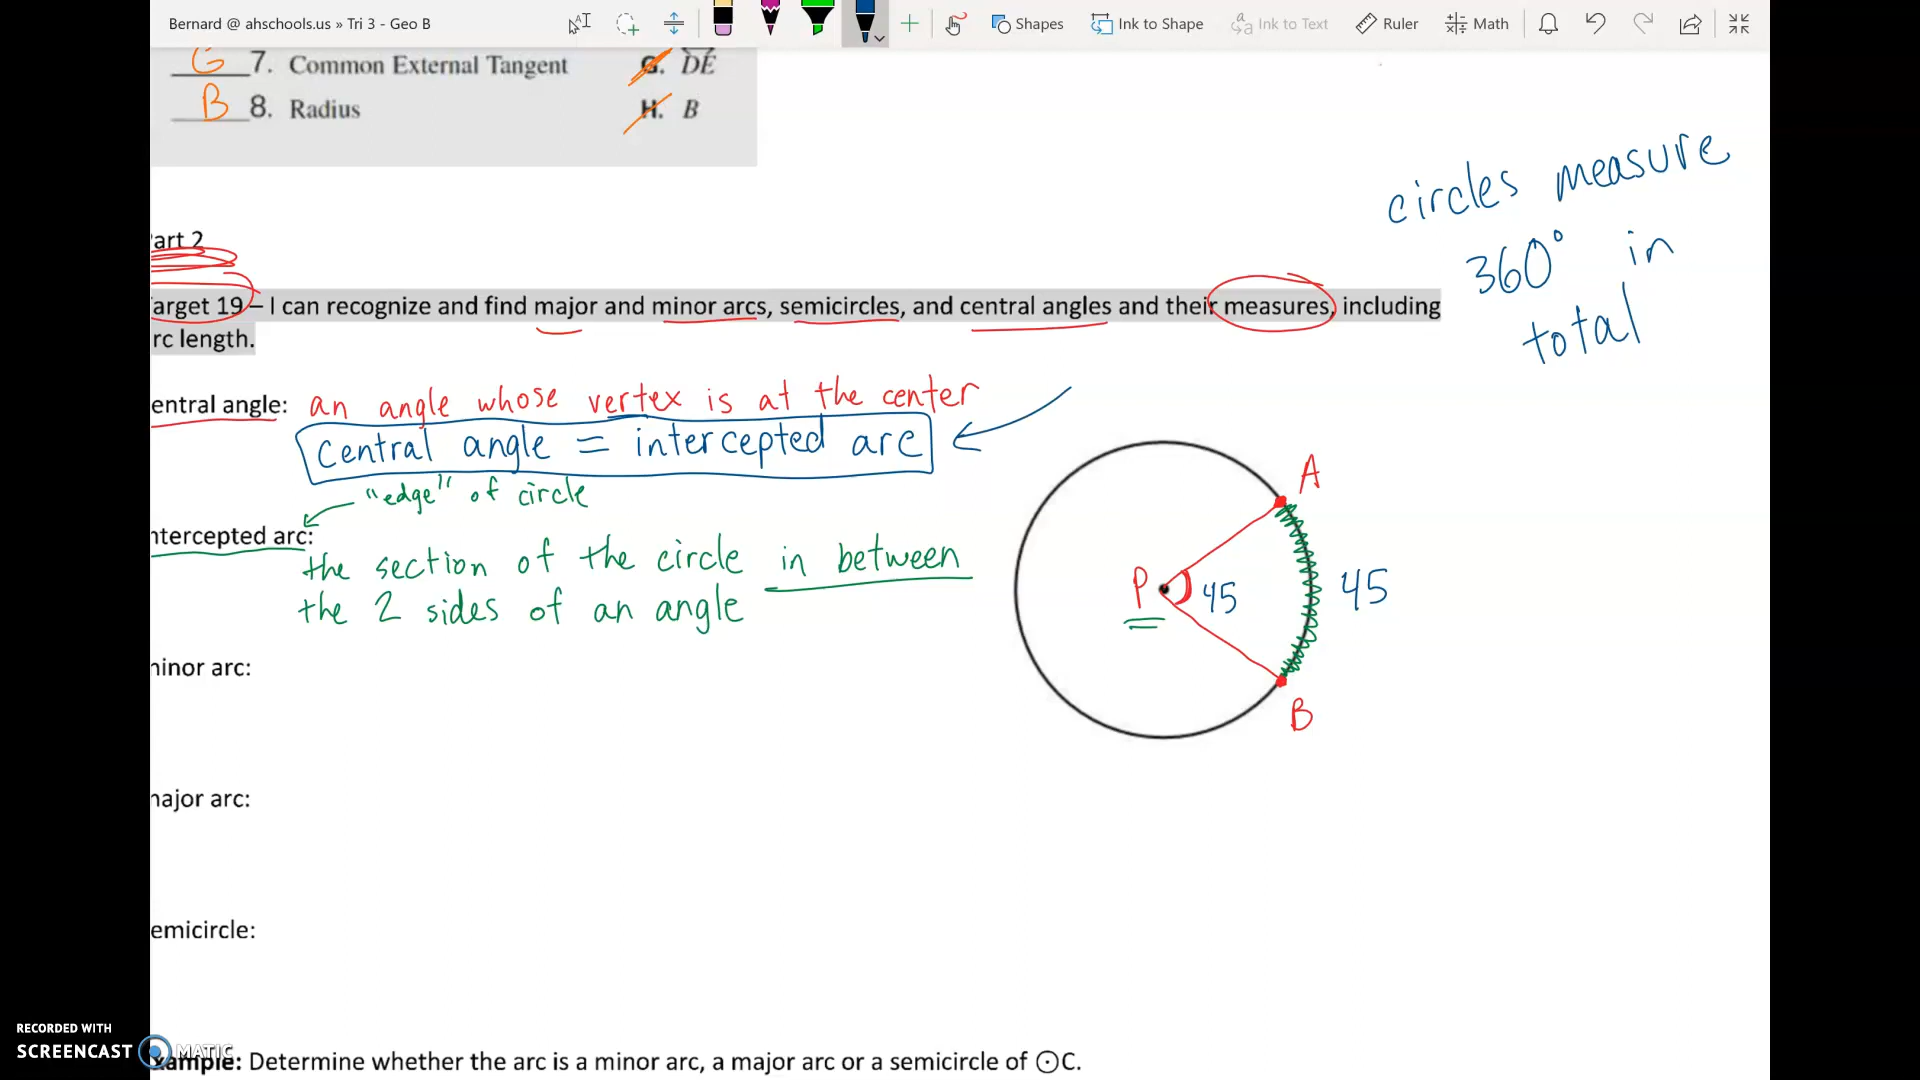 Bernard @ ahschools.us » Tri 3 - Geo B
Shapes
Ink to Shape
Ink to Text
Ruler
Math
G 7. Common External Tangent
G. DE
B 8. Radius
H. B
circles measure
360° in
total
art 2
arget 19 – I can recognize and find major and minor arcs, semicircles, and central angles and their measures, including
rc length.
entral angle: an angle whose vertex is at the center
central angle = intercepted arc
"edge" of circle
ntercepted arc:
the section of the circle in between
the 2 sides of an angle
A
P 45 45
B
inor arc:
ajor arc:
emicircle:
RECORDED WITH
SCREENCAST MATIC
xample: Determine whether the arc is a minor arc, a major arc or a semicircle of ⊙C.